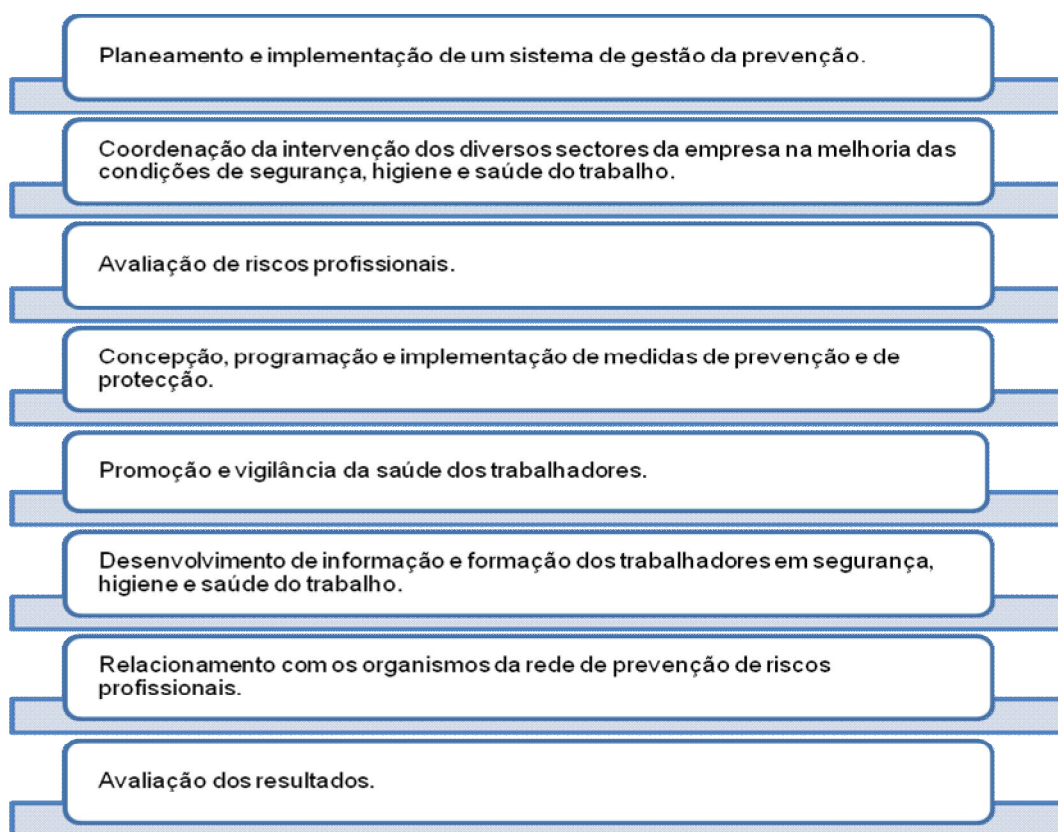 Planeamento e implementação de um sistema de gestão da prevenção.
Coordenação da intervenção dos diversos sectores da empresa na melhoria das
condições de segurança, higiene e saúde do trabalho.
Avaliação de riscos profissionais.
Concepção, programação e implementação de medidas de prevenção e de
protecção.
Promoção e vigilância da saúde dos trabalhadores.
Desenvolvimento de informação e formação dos trabalhadores em segurança,
higiene e saúde do trabalho.
Relacionamento com os organismos da rede de prevenção de riscos
profissionais.
Avaliação dos resultados.